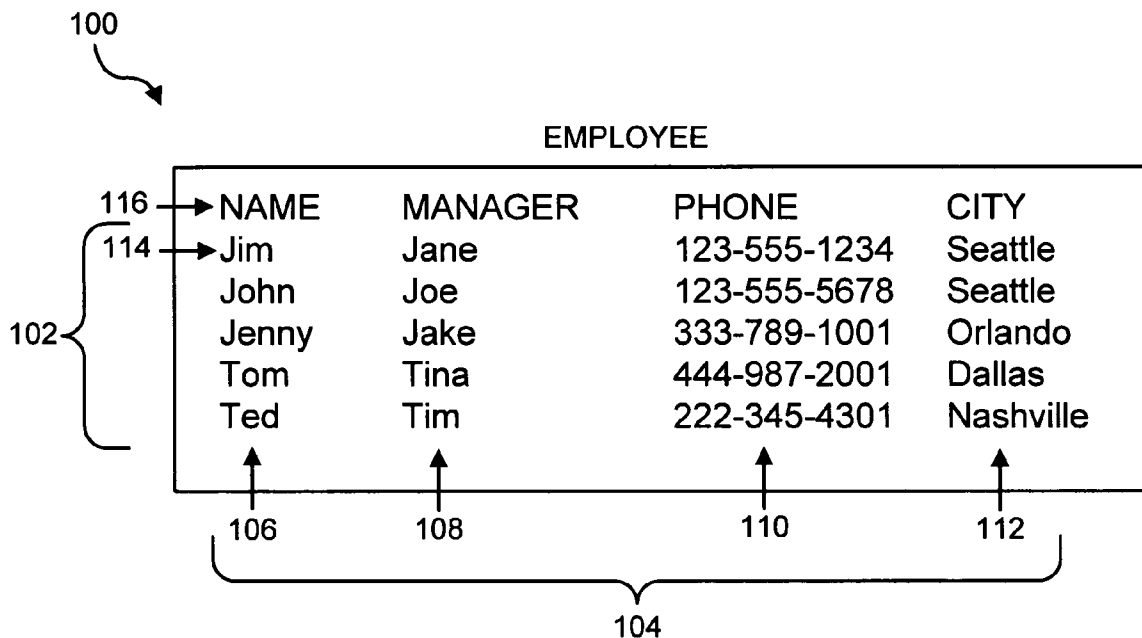 100
EMPLOYEE
116 NAME MANAGER PHONE CITY
114 Jim Jane 123-555-1234 Seattle
John Joe 123-555-5678 Seattle
102 Jenny Jake 333-789-1001 Orlando
Tom Tina 444-987-2001 Dallas
Ted Tim 222-345-4301 Nashville
106 108 110 112
104